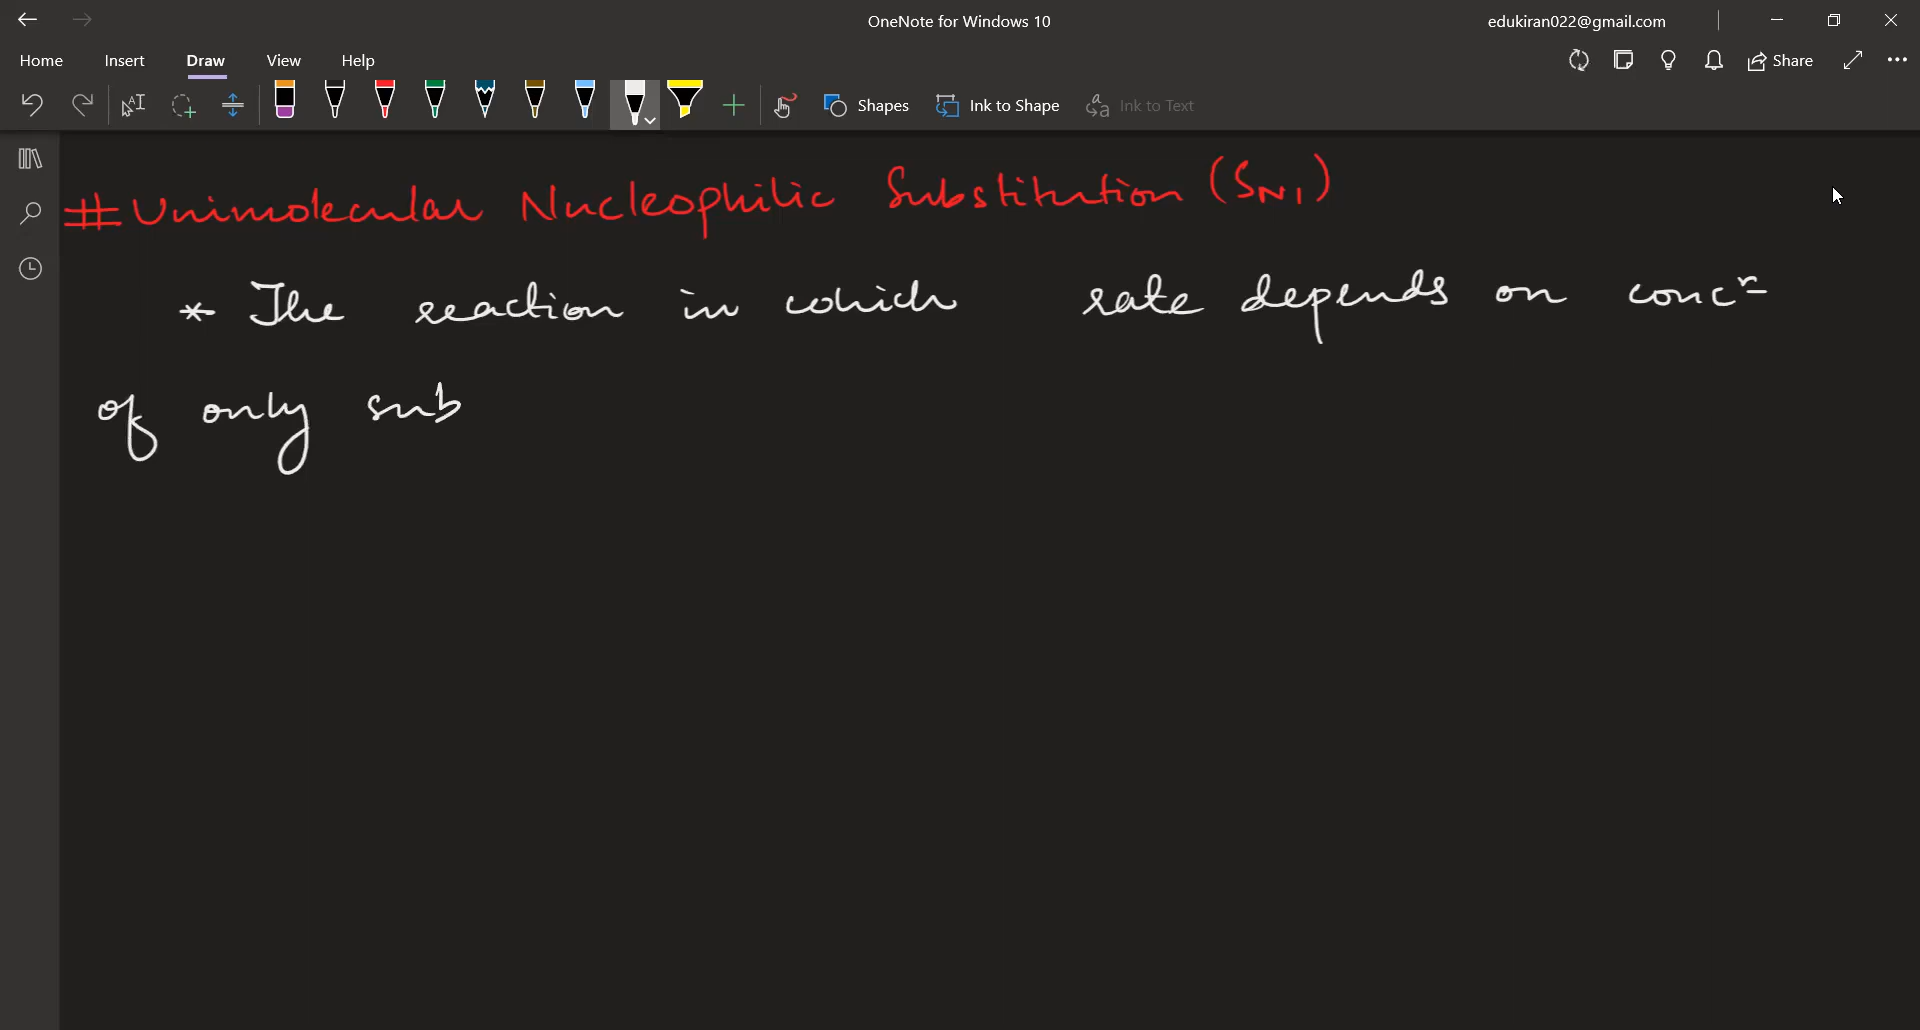 OneNote for Windows 10
edukiran022@gmail.com
Home Insert Draw View Help
Share
Shapes
Ink to Shape
Ink to Text
#Unimolecular Nucleophilic Substitution (SN1)
* The reaction in which rate depends on concn
of only sub